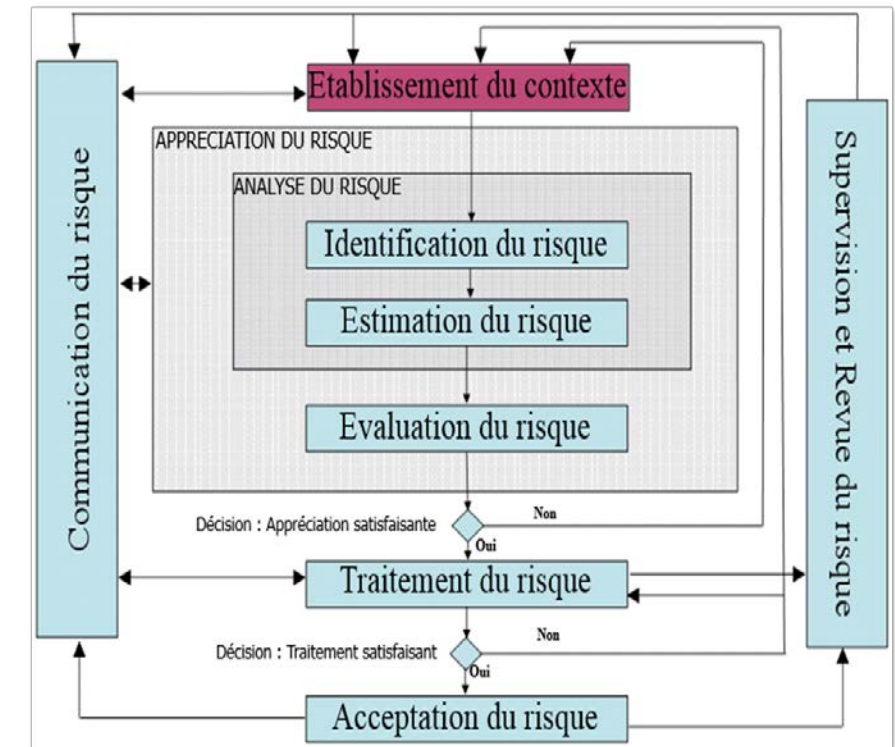 Etablissement du contexte
APPRECIATION DU RISQUE
ANALYSE DU RISQUE
Identification du risque
Estimation du risque
Evaluation du risque
Décision : Appréciation satisfaisante
Non
Oui
Traitement du risque
Décision : Traitement satisfaisant
Non
Oui
Acceptation du risque
Communication du risque
Supervision et Revue du risque